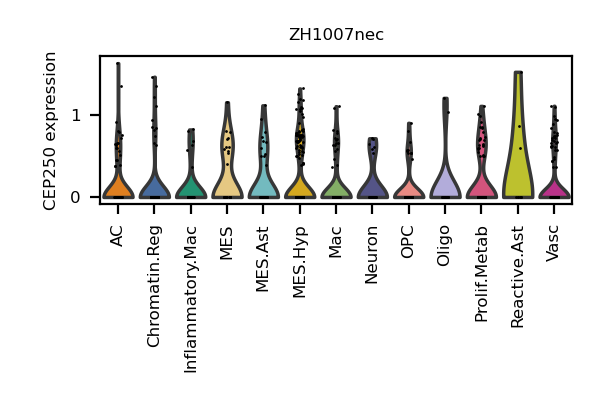 ZH1007nec
CEP250 expression
1
0
AC
Chromatin.Reg
Inflammatory.Mac
MES
MES.Ast
MES.Hyp
Mac
Neuron
OPC
Oligo
Prolif.Metab
Reactive.Ast
Vasc